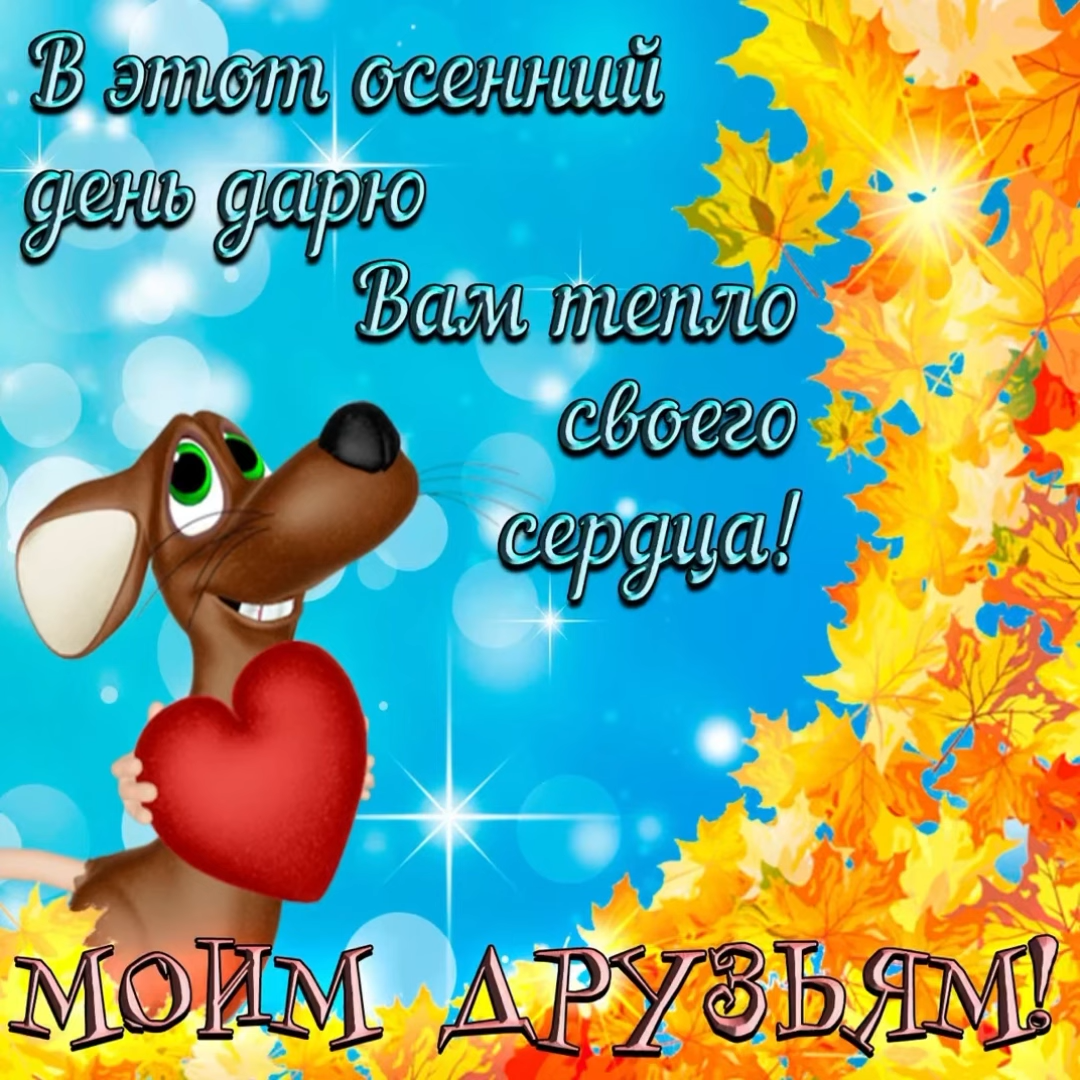 В этот осенний
день дарю
Вам тепло
своего
сердца!
МОИМ ДРУЗЬЯМ!